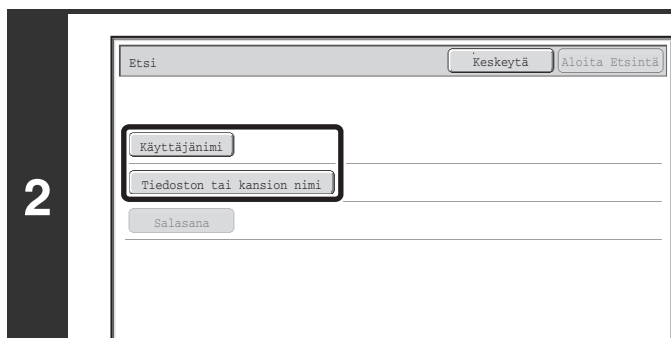 2
Etsi Keskeytä Aloita Etsintä
Käyttäjänimi
Tiedoston tai kansion nimi
Salasana